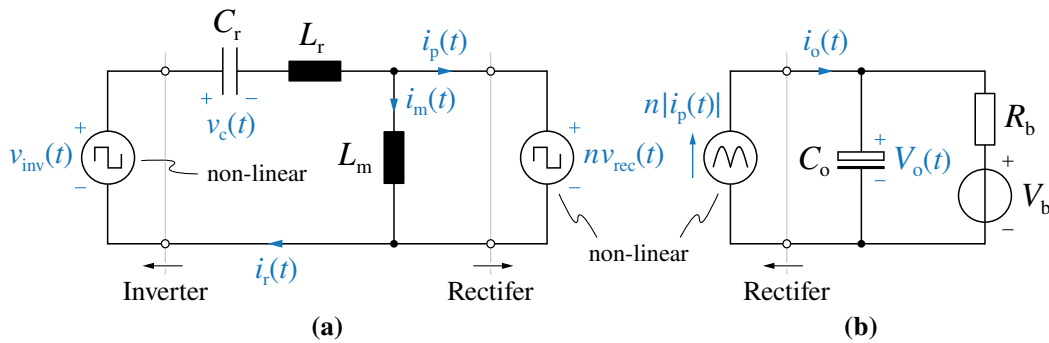 C_r
L_r
i_p(t)
i_o(t)
+ −
v_c(t)
i_m(t)
n|i_p(t)|
R_b
v_inv(t)
+
−
non-linear
L_m
+
−
nv_rec(t)
C_o
+
−
V_o(t)
+
−
V_b
non-linear
i_r(t)
Inverter
Rectifer
Rectifer
(a)
(b)